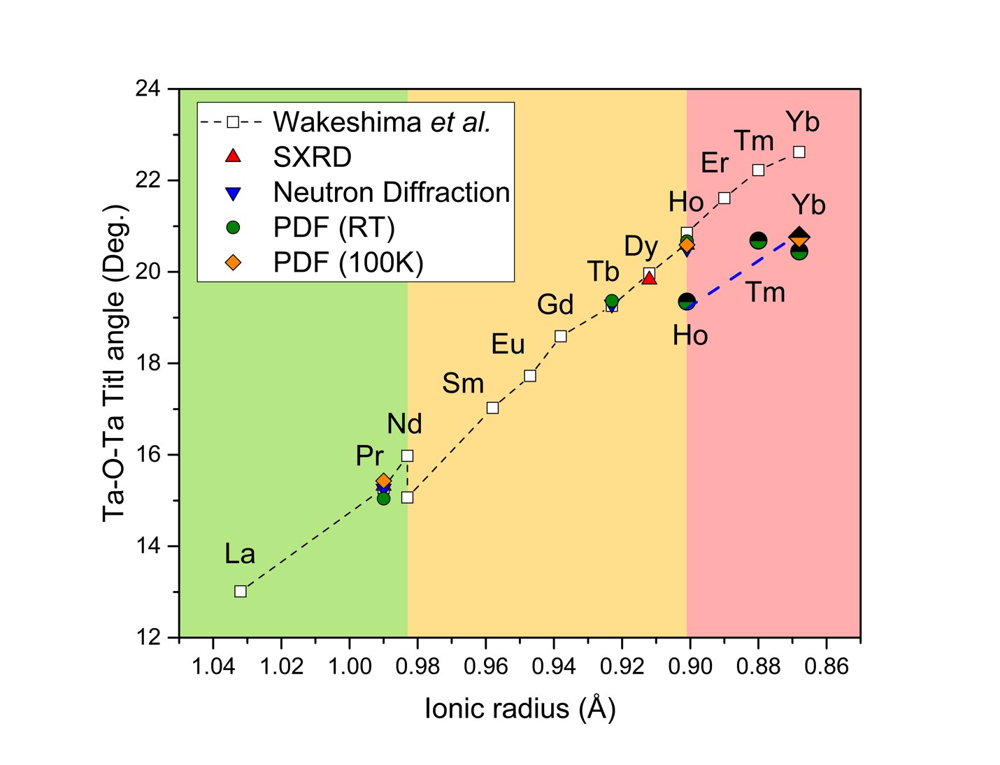 24
22
20
18
16
14
12
Ta-O-Ta Titl angle (Deg.)
Wakeshima et al.
SXRD
Neutron Diffraction
PDF (RT)
PDF (100K)
La
Pr
Nd
Sm
Eu
Gd
Tb
Dy
Ho
Er
Tm
Yb
Yb
Tm
Ho
1.04 1.02 1.00 0.98 0.96 0.94 0.92 0.90 0.88 0.86
Ionic radius (Å)